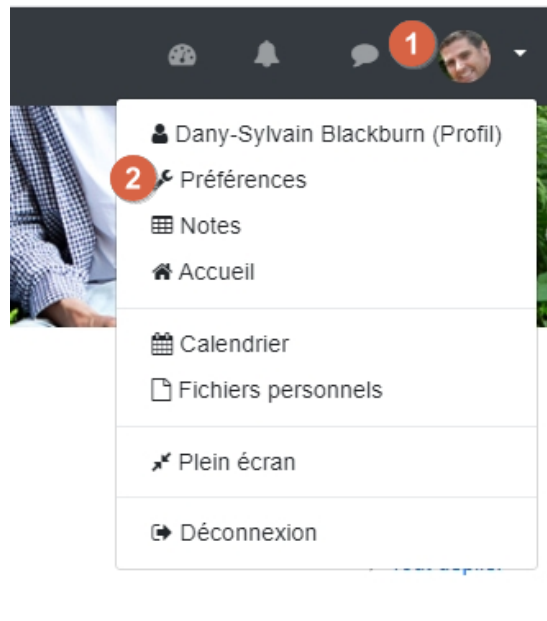 1
Dany-Sylvain Blackburn (Profil)
2 Préférences
Notes
Accueil
Calendrier
Fichiers personnels
Plein écran
Déconnexion